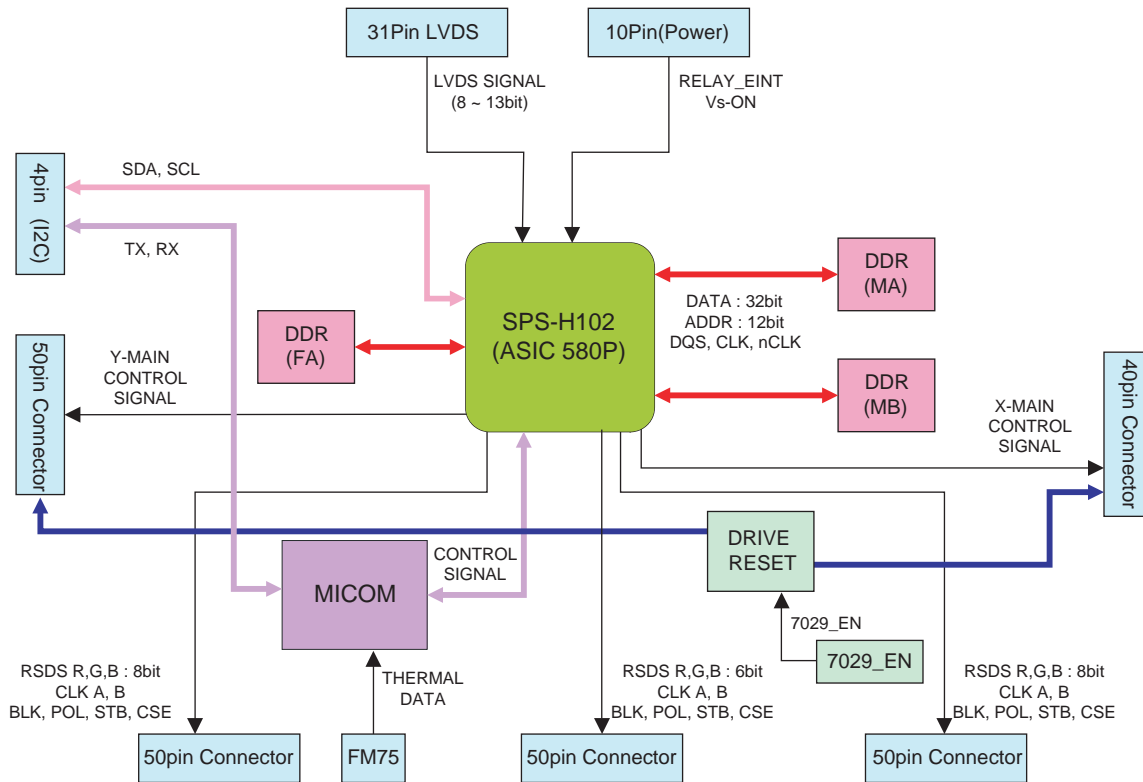 31Pin LVDS
10Pin(Power)
LVDS SIGNAL
(8 ~ 13bit)
RELAY_EINT
Vs-ON
4pin (I2C)
SDA, SCL
TX, RX
SPS-H102
(ASIC 580P)
DDR
(FA)
DDR
(MA)
DATA : 32bit
ADDR : 12bit
DQS, CLK, nCLK
DDR
(MB)
50pin Connector
Y-MAIN
CONTROL
SIGNAL
X-MAIN
CONTROL
SIGNAL
40pin Connector
MICOM
CONTROL
SIGNAL
DRIVE
RESET
7029_EN
7029_EN
THERMAL
DATA
RSDS R,G,B : 8bit
CLK A, B
BLK, POL, STB, CSE
RSDS R,G,B : 6bit
CLK A, B
BLK, POL, STB, CSE
RSDS R,G,B : 8bit
CLK A, B
BLK, POL, STB, CSE
50pin Connector
FM75
50pin Connector
50pin Connector